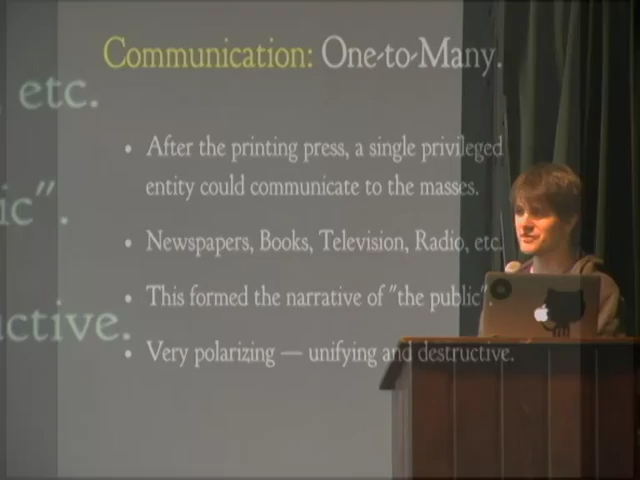 Communication: One-to-Many.
, etc.
• After the printing press, a single privileged
entity could communicate to the masses.
ic”.
• Newspapers, Books, Television, Radio, etc.
• This formed the narrative of "the public".
uctive.
• Very polarizing — unifying and destructive.